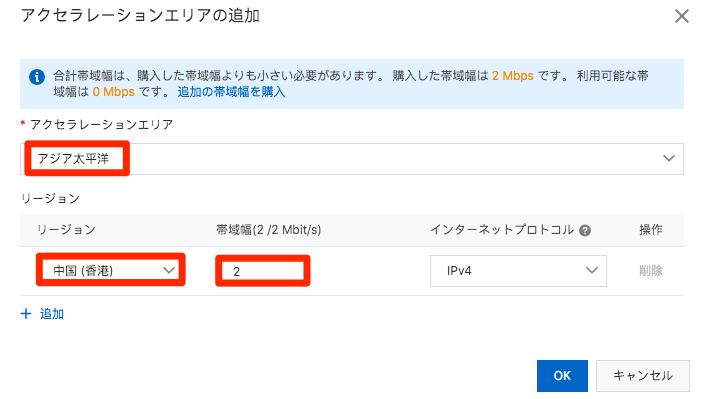 アクセラレーションエリアの追加
合計帯域幅は、購入した帯域幅よりも小さい必要があります。 購入した帯域幅は 2 Mbps です。 利用可能な帯
域幅は 0 Mbps です。 追加の帯域幅を購入
* アクセラレーションエリア
アジア太平洋
リージョン
リージョン 帯域幅(2 /2 Mbit/s) インターネットプロトコル 操作
中国 (香港) 2 IPv4 削除
+ 追加
OK キャンセル